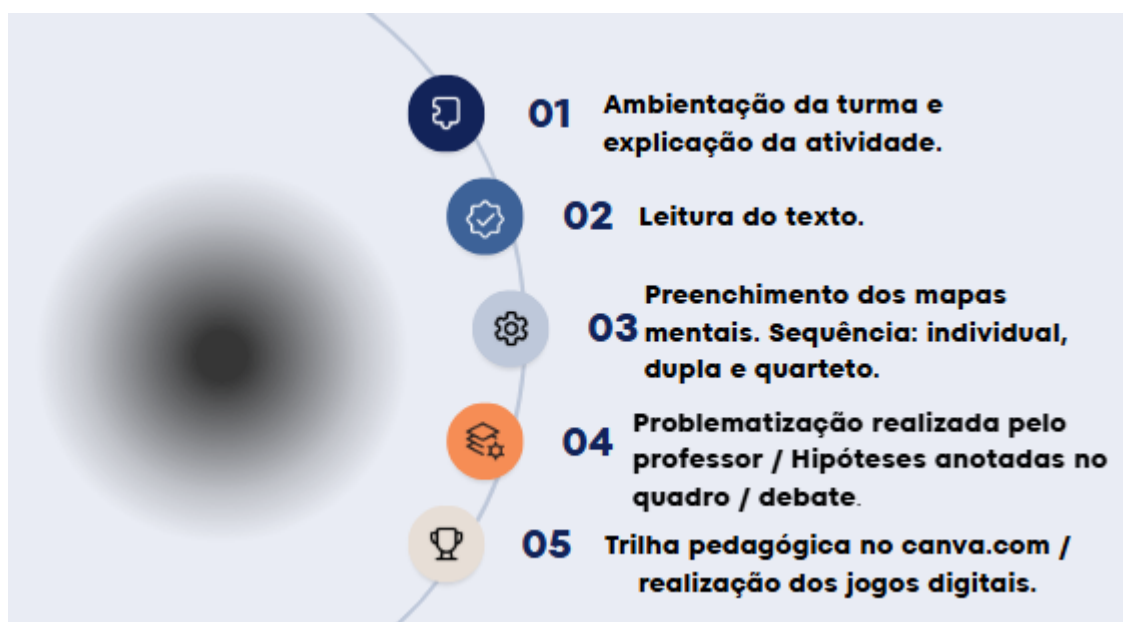 01 Ambientação da turma e
explicação da atividade.
02 Leitura do texto.
Preenchimento dos mapas
03 mentais. Sequência: individual,
dupla e quarteto.
Problematização realizada pelo
04 professor / Hipóteses anotadas no
quadro / debate.
05 Trilha pedagógica no canva.com /
realização dos jogos digitais.